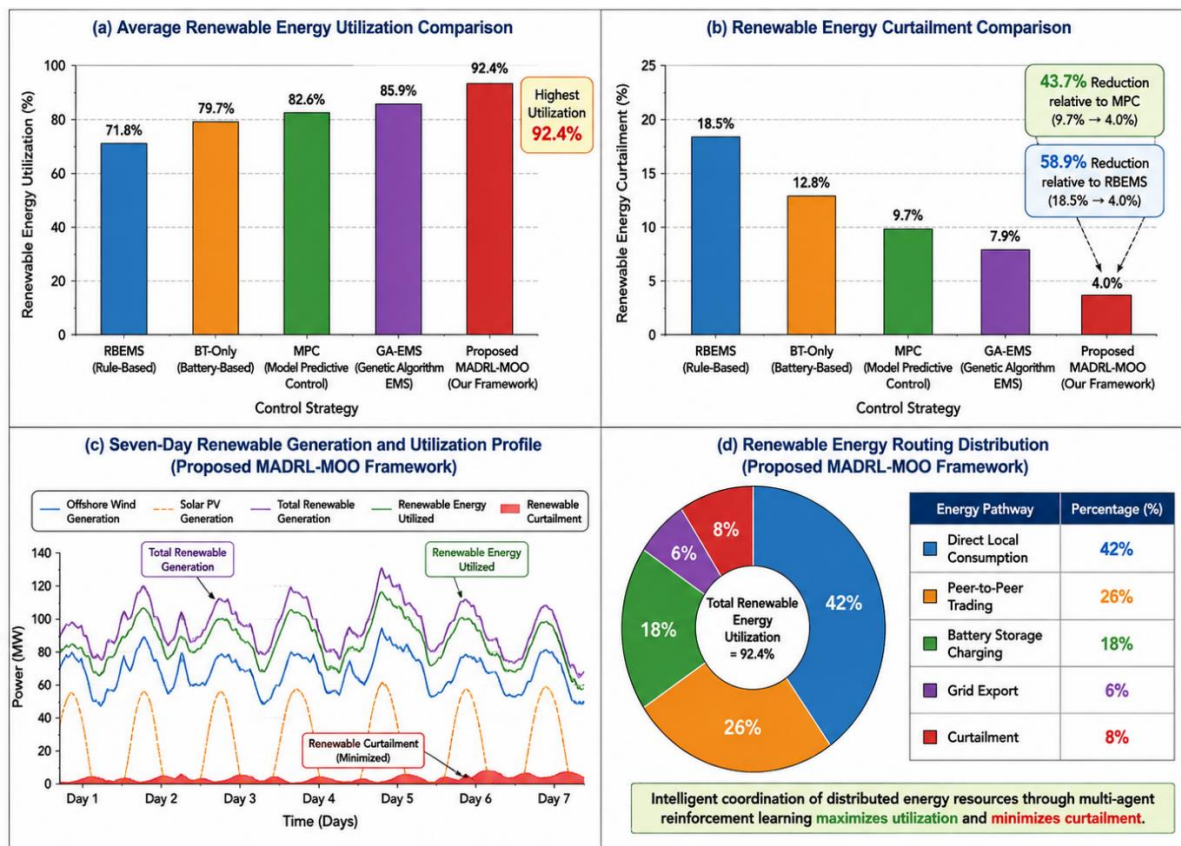 (a) Average Renewable Energy Utilization Comparison
Renewable Energy Utilization (%)
100
80
60
40
20
0
71.8%
79.7%
82.6%
85.9%
92.4%
Highest
Utilization
92.4%
RBEMS
(Rule-Based)
BT-Only
(Battery-Based)
MPC
(Model Predictive
Control)
GA-EMS
(Genetic Algorithm
EMS)
Proposed
MADRL-MOO
(Our Framework)
Control Strategy
(b) Renewable Energy Curtailment Comparison
Renewable Energy Curtailment (%)
25
20
15
10
5
0
18.5%
12.8%
9.7%
7.9%
4.0%
43.7% Reduction
relative to MPC
(9.7% → 4.0%)
58.9% Reduction
relative to RBEMS
(18.5% → 4.0%)
RBEMS
(Rule-Based)
BT-Only
(Battery-Based)
MPC
(Model Predictive
Control)
GA-EMS
(Genetic Algorithm
EMS)
Proposed
MADRL-MOO
(Our Framework)
Control Strategy
(c) Seven-Day Renewable Generation and Utilization Profile
(Proposed MADRL-MOO Framework)
Offshore Wind
Generation
Solar PV
Generation
Total Renewable
Generation
Renewable Energy
Utilized
Renewable
Curtailment
Power (MW)
140
120
100
80
60
40
20
0
Total Renewable
Generation
Renewable Energy
Utilized
Renewable Curtailment
(Minimized)
Day 1
Day 2
Day 3
Day 4
Day 5
Day 6
Day 7
Time (Days)
(d) Renewable Energy Routing Distribution
(Proposed MADRL-MOO Framework)
8%
6%
18%
42%
26%
Total Renewable
Energy
Utilization
= 92.4%
Energy Pathway
Percentage (%)
Direct Local
Consumption
42%
Peer-to-Peer
Trading
26%
Battery Storage
Charging
18%
Grid Export
6%
Curtailment
8%
Intelligent coordination of distributed energy resources through multi-agent
reinforcement learning maximizes utilization and minimizes curtailment.